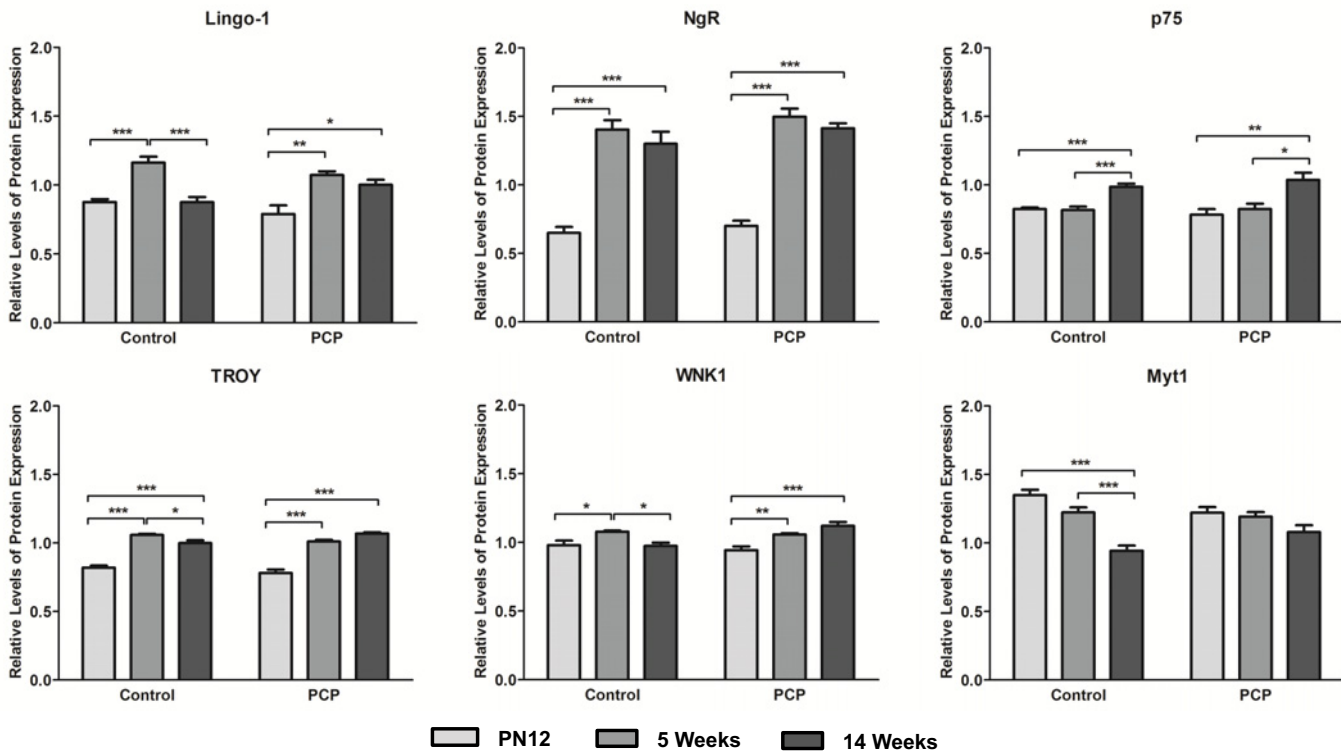 Lingo-1
Relative Levels of Protein Expression
2.0
1.5
1.0
0.5
0.0
***
***
*
**
Control
PCP
NgR
Relative Levels of Protein Expression
2.0
1.5
1.0
0.5
0.0
***
***
***
***
Control
PCP
p75
Relative Levels of Protein Expression
2.0
1.5
1.0
0.5
0.0
***
***
**
*
Control
PCP
TROY
Relative Levels of Protein Expression
2.0
1.5
1.0
0.5
0.0
***
***
*
***
***
Control
PCP
WNK1
Relative Levels of Protein Expression
2.0
1.5
1.0
0.5
0.0
*
*
***
**
Control
PCP
Myt1
Relative Levels of Protein Expression
2.0
1.5
1.0
0.5
0.0
***
***
Control
PCP
PN12
5 Weeks
14 Weeks